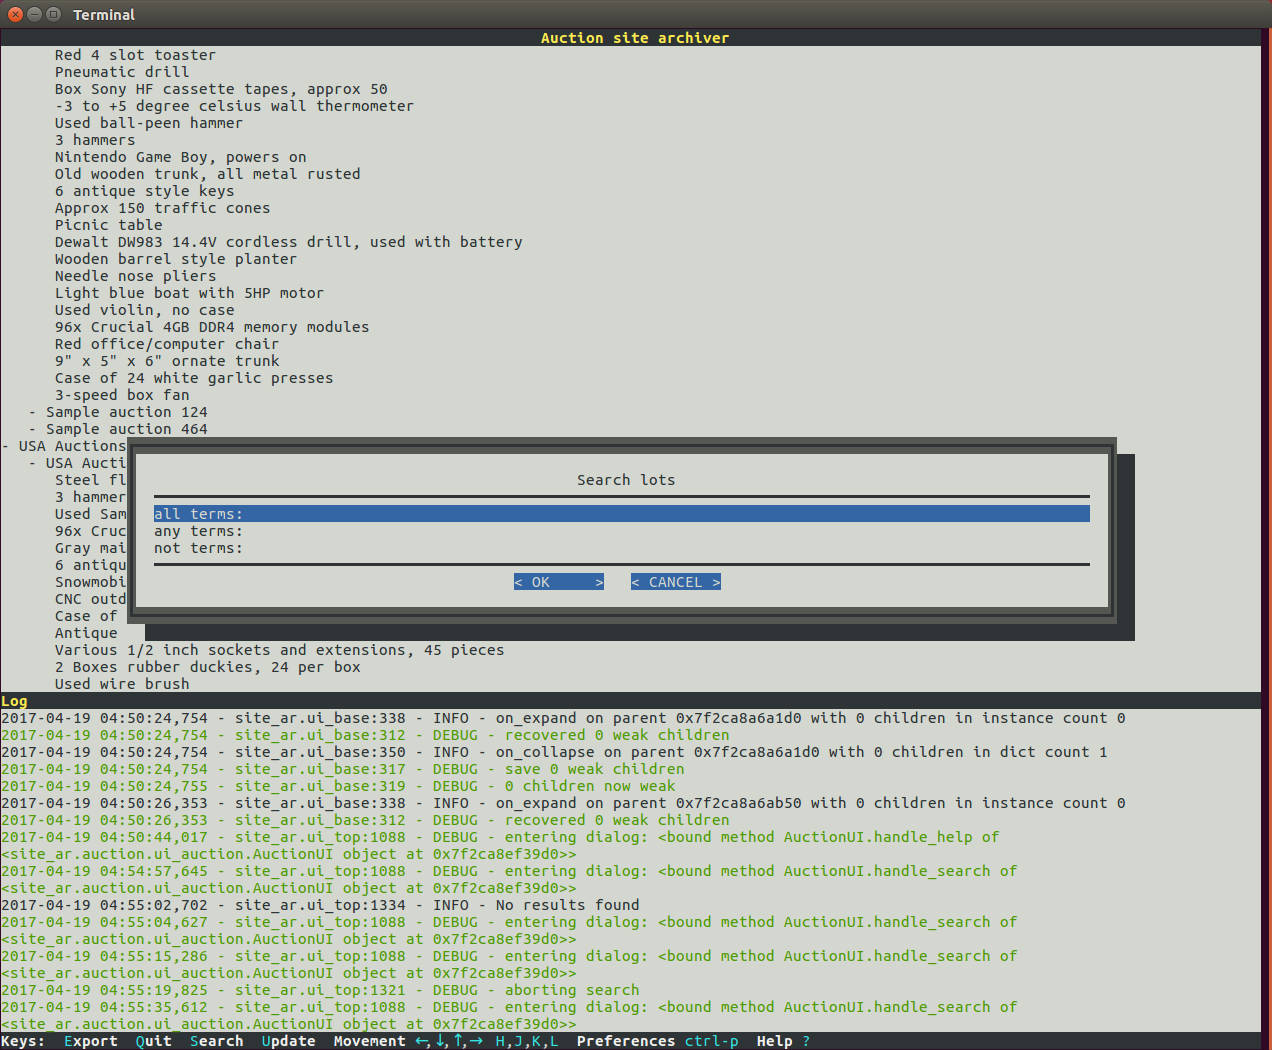 Terminal
Auction site archiver
Red 4 slot toaster
Pneumatic drill
Box Sony HF cassette tapes, approx 50
-3 to +5 degree celsius wall thermometer
Used ball-peen hammer
3 hammers
Nintendo Game Boy, powers on
Old wooden trunk, all metal rusted
6 antique style keys
Approx 150 traffic cones
Picnic table
Dewalt DW983 14.4V cordless drill, used with battery
Wooden barrel style planter
Needle nose pliers
Light blue boat with 5HP motor
Used violin, no case
96x Crucial 4GB DDR4 memory modules
Red office/computer chair
9" x 5" x 6" ornate trunk
Case of 24 white garlic presses
3-speed box fan
- Sample auction 124
- Sample auction 464
- USA Auctions
- USA Aucti
Steel fl
3 hammer
Used Sam
96x Cruc
Gray mai
6 antiqu
Snowmobi
CNC outd
Case of
Antique
Search lots
all terms:
any terms:
not terms:
< OK > < CANCEL >
Various 1/2 inch sockets and extensions, 45 pieces
2 Boxes rubber duckies, 24 per box
Used wire brush
Log
2017-04-19 04:50:24,754 - site_ar.ui_base:338 - INFO - on_expand on parent 0x7f2ca8a6a1d0 with 0 children in instance count 0
2017-04-19 04:50:24,754 - site_ar.ui_base:312 - DEBUG - recovered 0 weak children
2017-04-19 04:50:24,754 - site_ar.ui_base:350 - INFO - on_collapse on parent 0x7f2ca8a6a1d0 with 0 children in dict count 1
2017-04-19 04:50:24,754 - site_ar.ui_base:317 - DEBUG - save 0 weak children
2017-04-19 04:50:24,755 - site_ar.ui_base:319 - DEBUG - 0 children now weak
2017-04-19 04:50:26,353 - site_ar.ui_base:338 - INFO - on_expand on parent 0x7f2ca8a6ab50 with 0 children in instance count 0
2017-04-19 04:50:26,353 - site_ar.ui_base:312 - DEBUG - recovered 0 weak children
2017-04-19 04:50:44,017 - site_ar.ui_top:1088 - DEBUG - entering dialog: <bound method AuctionUI.handle_help of
<site_ar.auction.ui_auction.AuctionUI object at 0x7f2ca8ef39d0>>
2017-04-19 04:54:57,645 - site_ar.ui_top:1088 - DEBUG - entering dialog: <bound method AuctionUI.handle_search of
<site_ar.auction.ui_auction.AuctionUI object at 0x7f2ca8ef39d0>>
2017-04-19 04:55:02,702 - site_ar.ui_top:1334 - INFO - No results found
2017-04-19 04:55:04,627 - site_ar.ui_top:1088 - DEBUG - entering dialog: <bound method AuctionUI.handle_search of
<site_ar.auction.ui_auction.AuctionUI object at 0x7f2ca8ef39d0>>
2017-04-19 04:55:15,286 - site_ar.ui_top:1088 - DEBUG - entering dialog: <bound method AuctionUI.handle_search of
<site_ar.auction.ui_auction.AuctionUI object at 0x7f2ca8ef39d0>>
2017-04-19 04:55:19,825 - site_ar.ui_top:1321 - DEBUG - aborting search
2017-04-19 04:55:35,612 - site_ar.ui_top:1088 - DEBUG - entering dialog: <bound method AuctionUI.handle_search of
<site_ar.auction.ui_auction.AuctionUI object at 0x7f2ca8ef39d0>>
Keys: Export Quit Search Update Movement ←,↓,↑,→ H,J,K,L Preferences ctrl-p Help ?